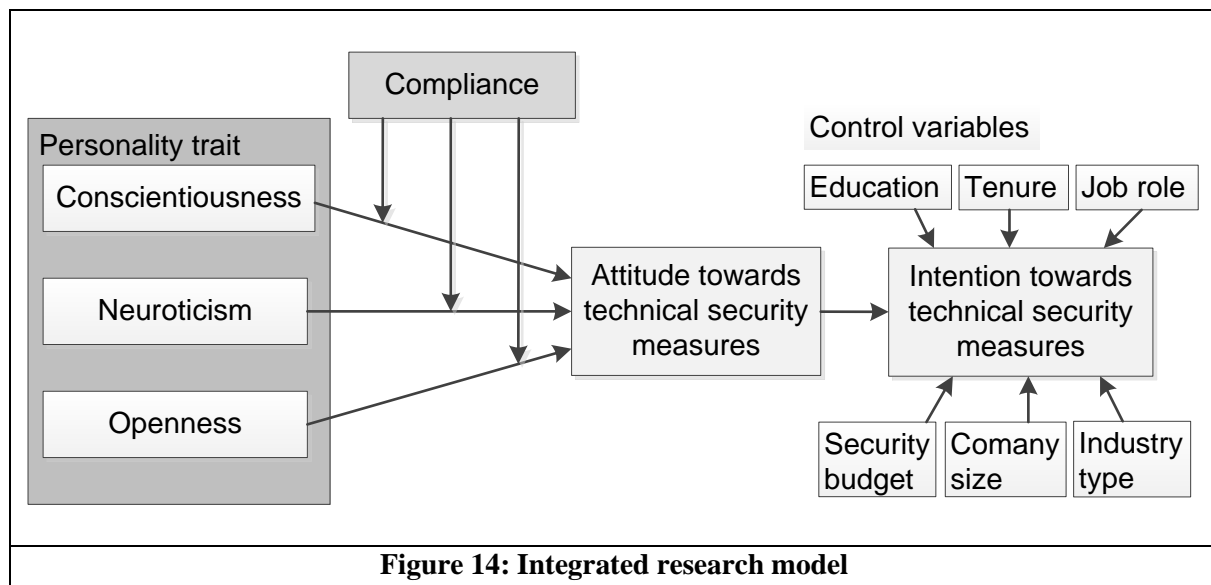 Compliance
Personality trait
Conscientiousness
Neuroticism
Openness
Attitude towards
technical security
measures
Control variables
Education
Tenure
Job role
Intention towards
technical security
measures
Security
budget
Comany
size
Industry
type
Figure 14: Integrated research model